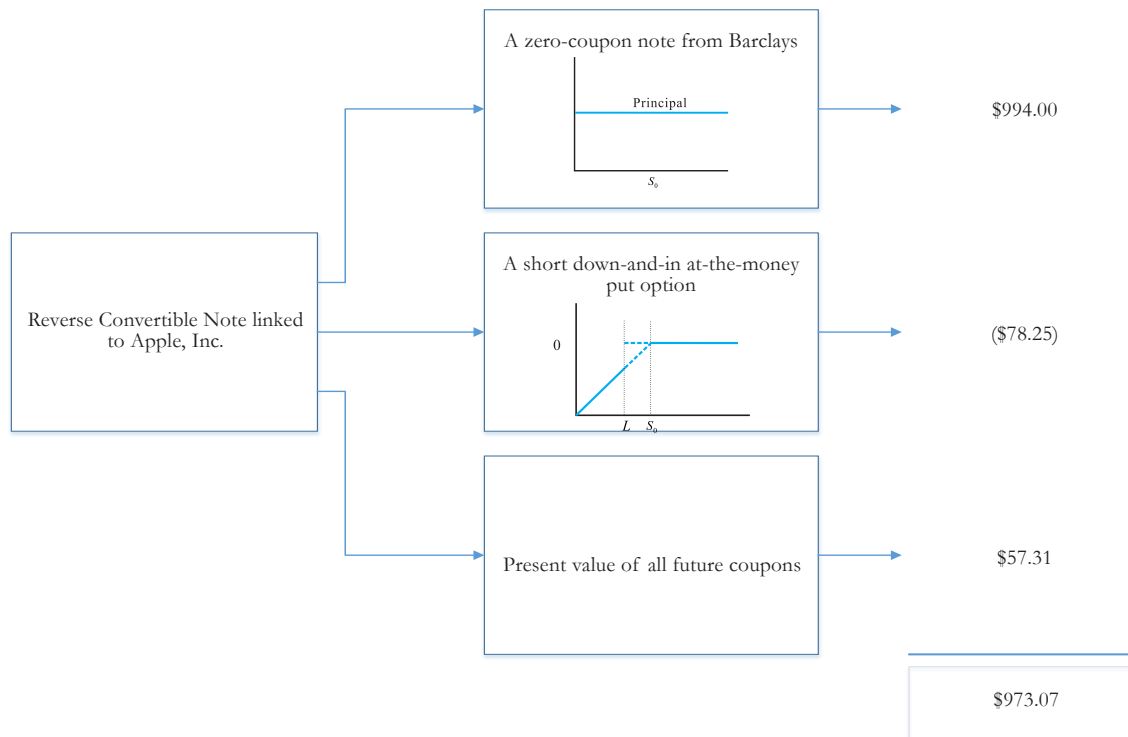 A zero-coupon note from Barclays
Principal
S₀
$994.00
Reverse Convertible Note linked
to Apple, Inc.
A short down-and-in at-the-money
put option
0
L S₀
($78.25)
Present value of all future coupons
$57.31
$973.07